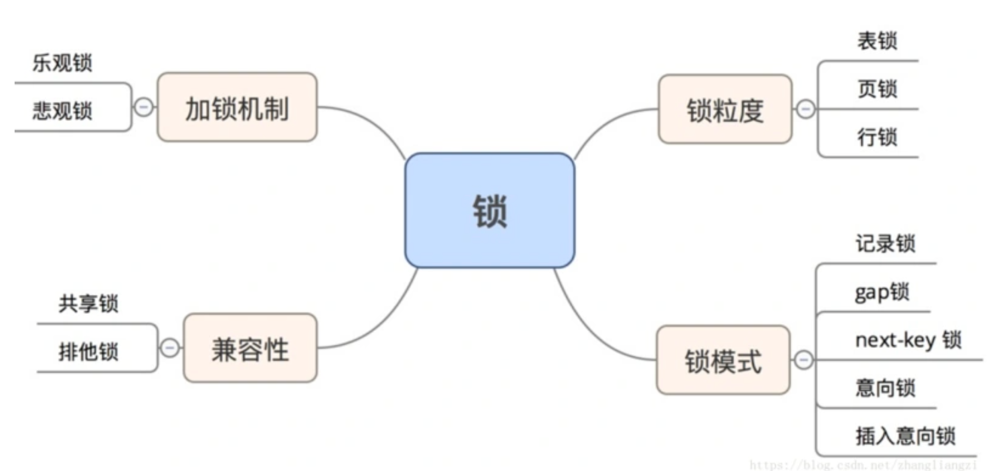 乐观锁
悲观锁
加锁机制
共享锁
排他锁
兼容性
锁
锁粒度
表锁
页锁
行锁
锁模式
记录锁
gap锁
next-key 锁
意向锁
插入意向锁
https://blog.csdn.net/zhangliangzi